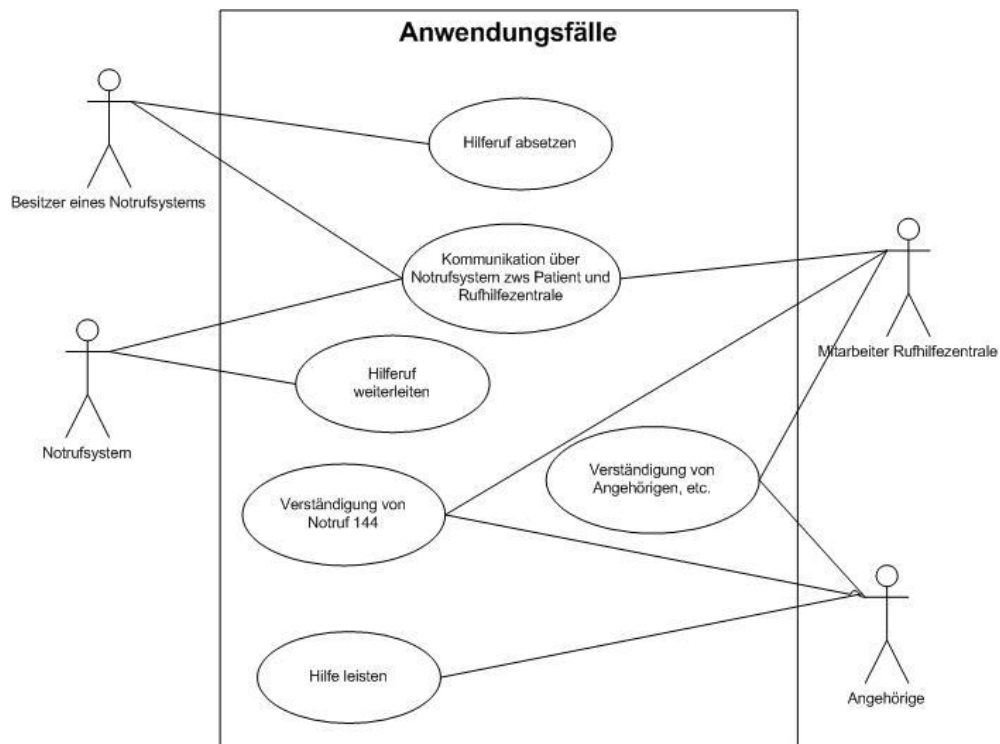 Anwendungsfälle
Hilferuf absetzen
Besitzer eines Notrufsystems
Kommunikation über
Notrufsystem zws Patient und
Rufhilfezentrale
Mitarbeiter Rufhilfezentrale
Hilferuf
weiterleiten
Notrufsystem
Verständigung von
Angehörigen, etc.
Verständigung von
Notruf 144
Hilfe leisten
Angehörige